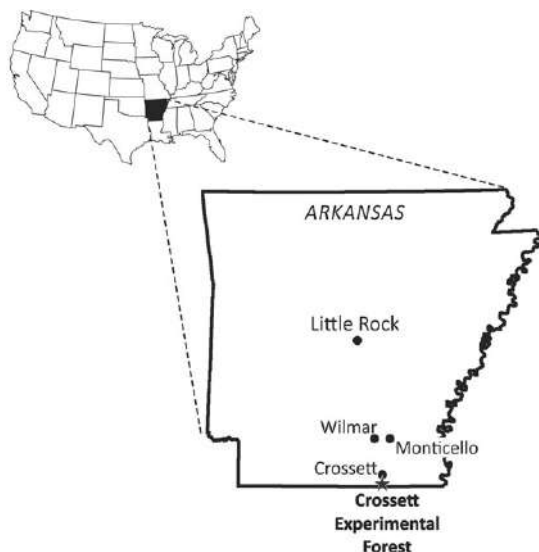 ARKANSAS
Little Rock
Wilmar
Monticello
Crossett
Crossett
Experimental
Forest